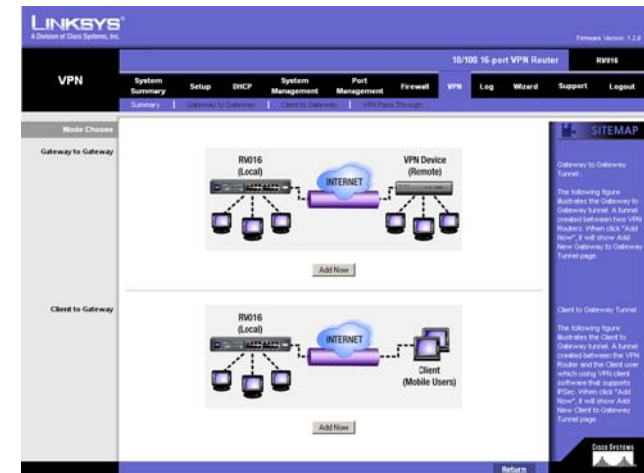 LINKSYS®
A Division of Cisco Systems, Inc.
Firmware Version: 1.2.0
10/100 16-port VPN Router
RV016
VPN
System Summary
Setup
DHCP
System Management
Port Management
Firewall
VPN
Log
Wizard
Support
Logout
Summary
Gateway to Gateway
Client to Gateway
VPN Pass Through
Mode Choose
SITEMAP
Gateway to Gateway
RV016
(Local)
INTERNET
VPN Device
(Remote)
Add Now
Gateway to Gateway
Tunnel :
The following figure
illustrates the Gateway to
Gateway tunnel. A tunnel
created between two VPN
Routers. When click "Add
Now", it will show Add
New Gateway to Gateway
Tunnel page.
Client to Gateway
RV016
(Local)
INTERNET
Client
(Mobile Users)
Add Now
Client to Gateway Tunnel
The following figure
illustrates the Client to
Gateway tunnel. A tunnel
created between the VPN
Router and the Client user
which using VPN client
software that supports
IPSec. When click "Add
Now", it will show Add
New Client to Gateway
Tunnel page.
Return
CISCO SYSTEMS